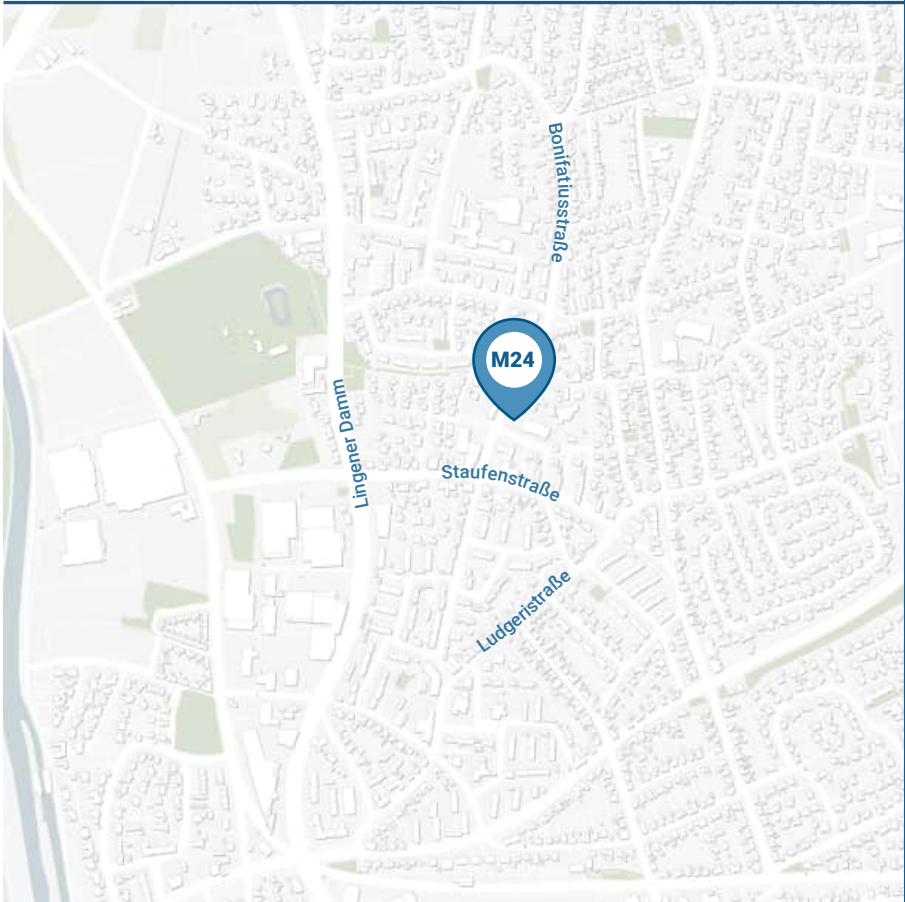 Bonifatiusstraße
M24
Lingener Damm
Staufenstraße
Ludgeristraße